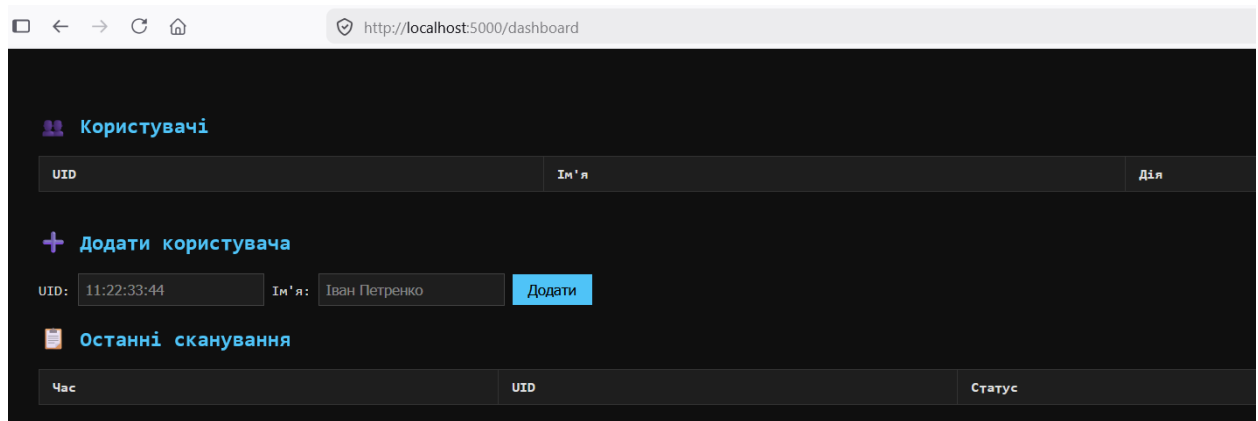 http://localhost:5000/dashboard
Користувачі
UID Ім'я Дія
Додати користувача
UID: 11:22:33:44 Ім'я: Іван Петренко Додати
Останні сканування
Час UID Статус